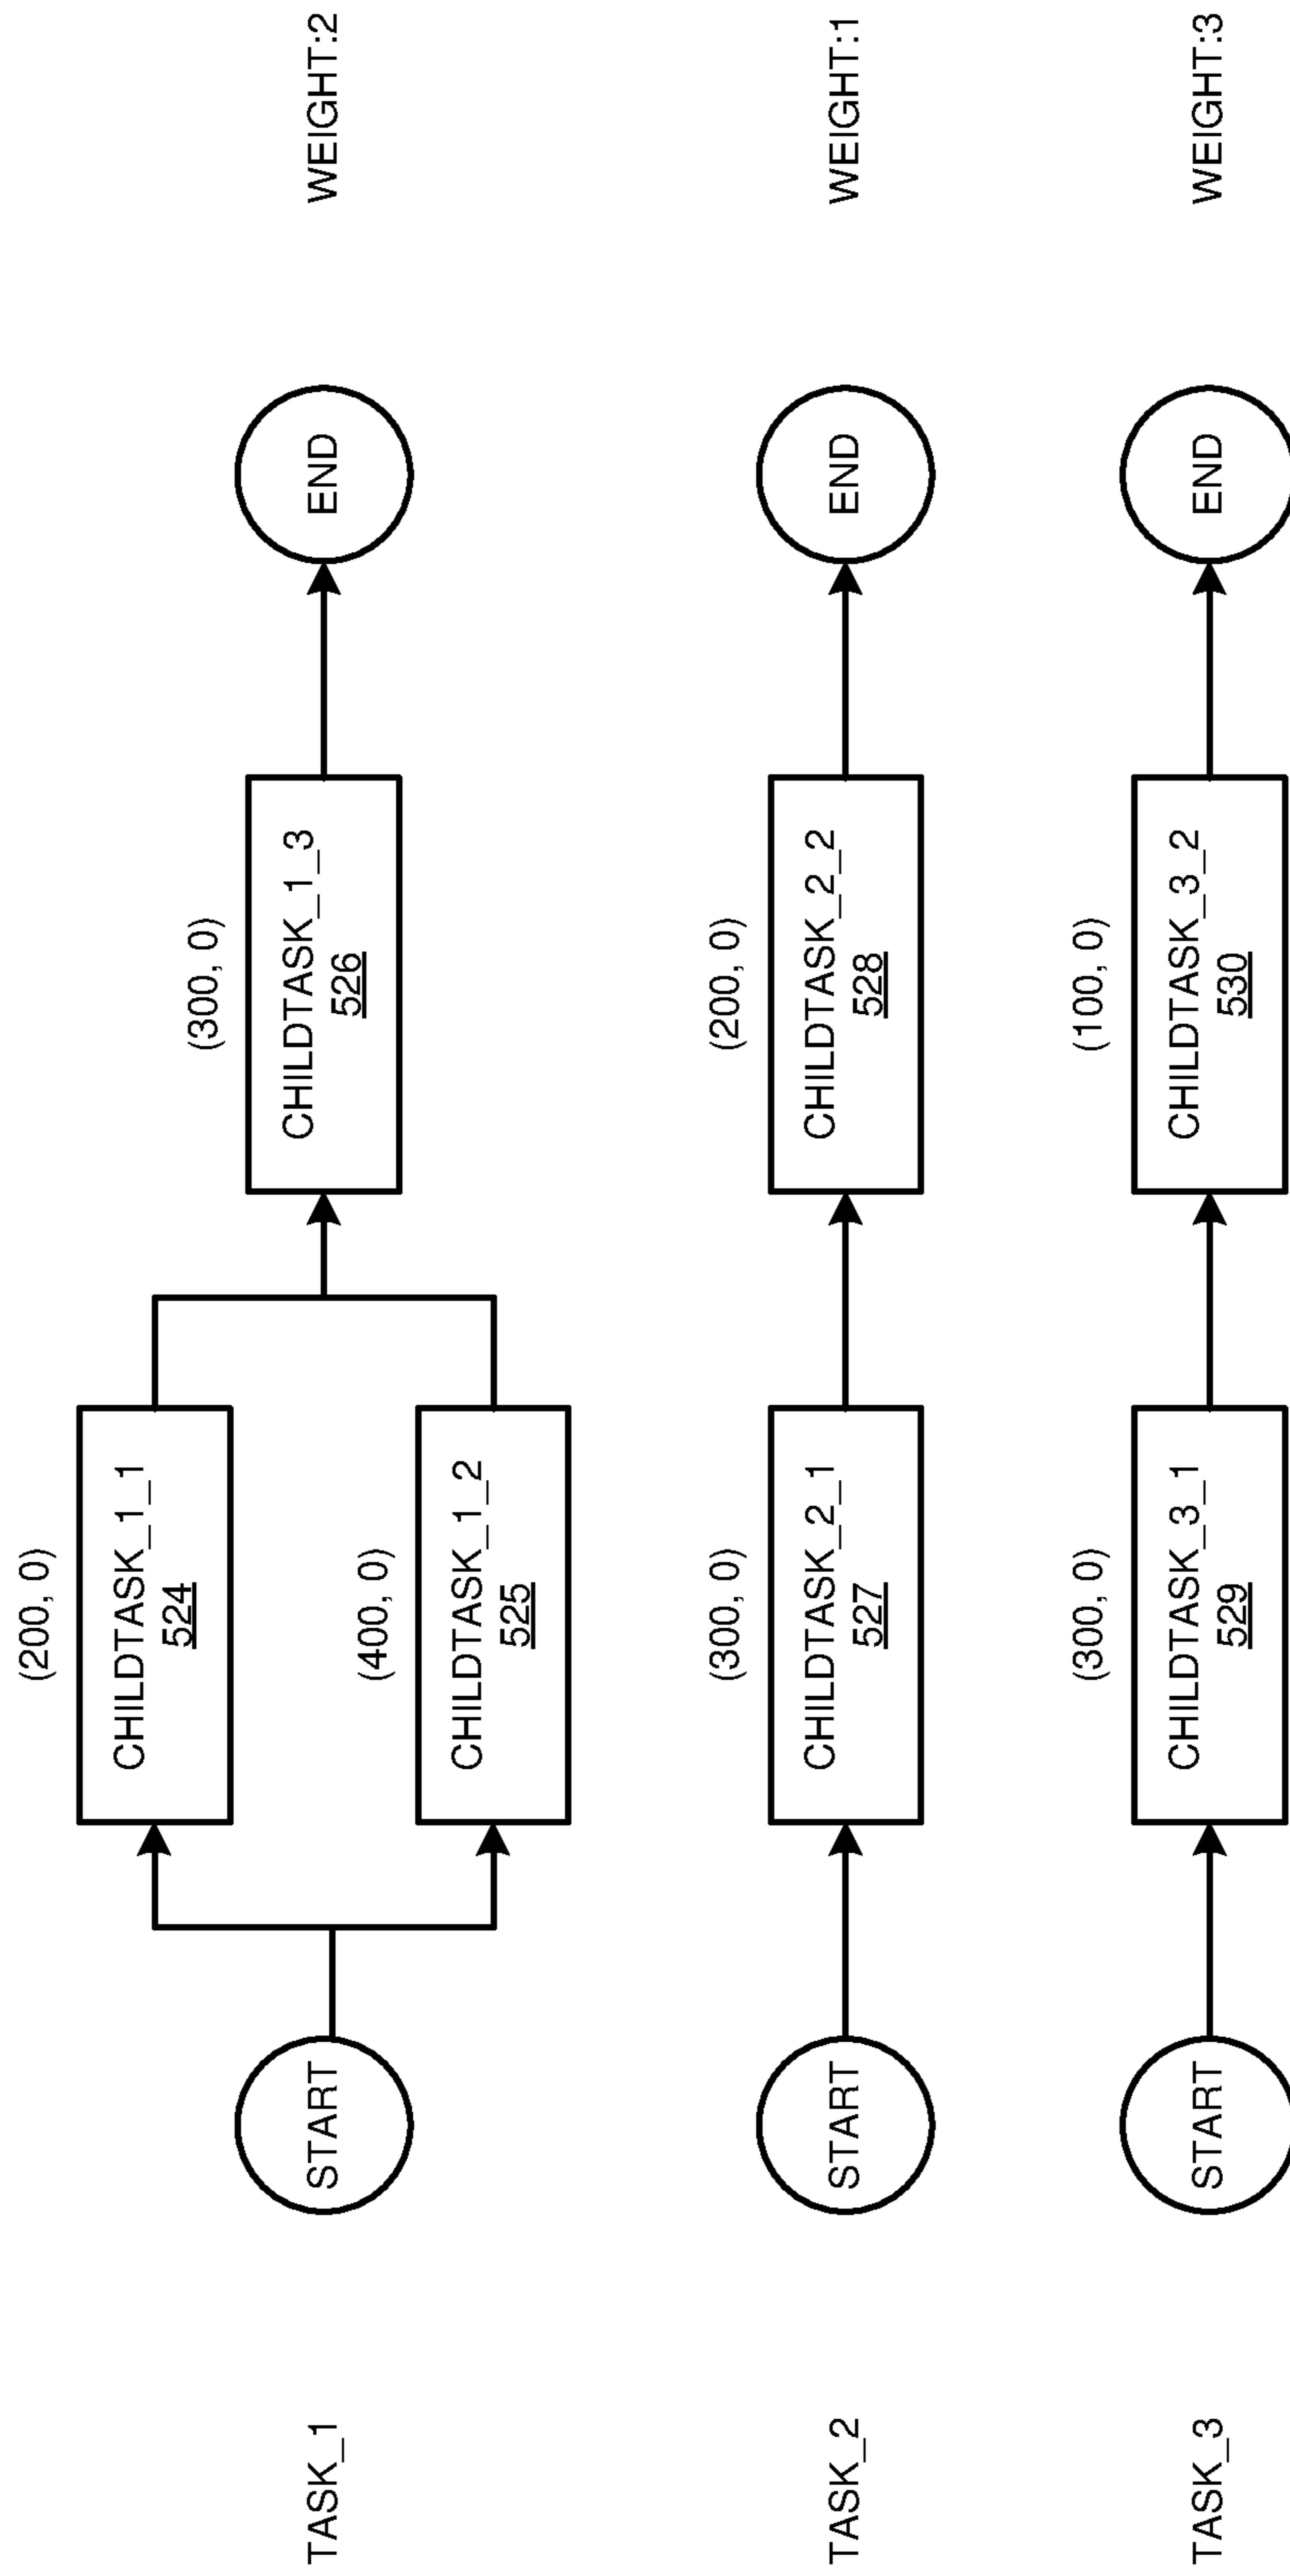 (200, 0)
CHILDTASK_1_1
524
(300, 0)
TASK_1
START
CHILDTASK_1_3
526
END
WEIGHT:2
(400, 0)
CHILDTASK_1_2
525
(300, 0)
(200, 0)
TASK_2
START
CHILDTASK_2_1
527
CHILDTASK_2_2
528
END
WEIGHT:1
(300, 0)
(100, 0)
TASK_3
START
CHILDTASK_3_1
529
CHILDTASK_3_2
530
END
WEIGHT:3